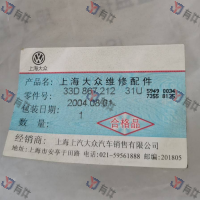 上海大众
产品名: 上海大众维修配件
零件号: 33D 867 212 31U
包装日期: 2004.08.01
数量: 1
合格品
经销商: 上海上汽大众汽车销售有限公司
地址: 上海市安亭于田路 电话:021-59561888 邮编:201805